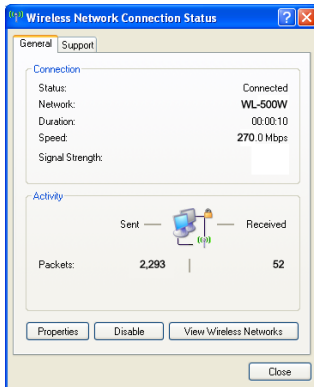 Wireless Network Connection Status
General Support
Connection
Status: Connected
Network: WL-500W
Duration: 00:00:10
Speed: 270.0 Mbps
Signal Strength:
Activity
Sent Received
Packets: 2,293 52
Properties Disable View Wireless Networks
Close